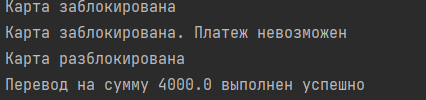 Карта заблокирована
Карта заблокирована. Платеж невозможен
Карта разблокирована
Перевод на сумму 4000.0 выполнен успешно